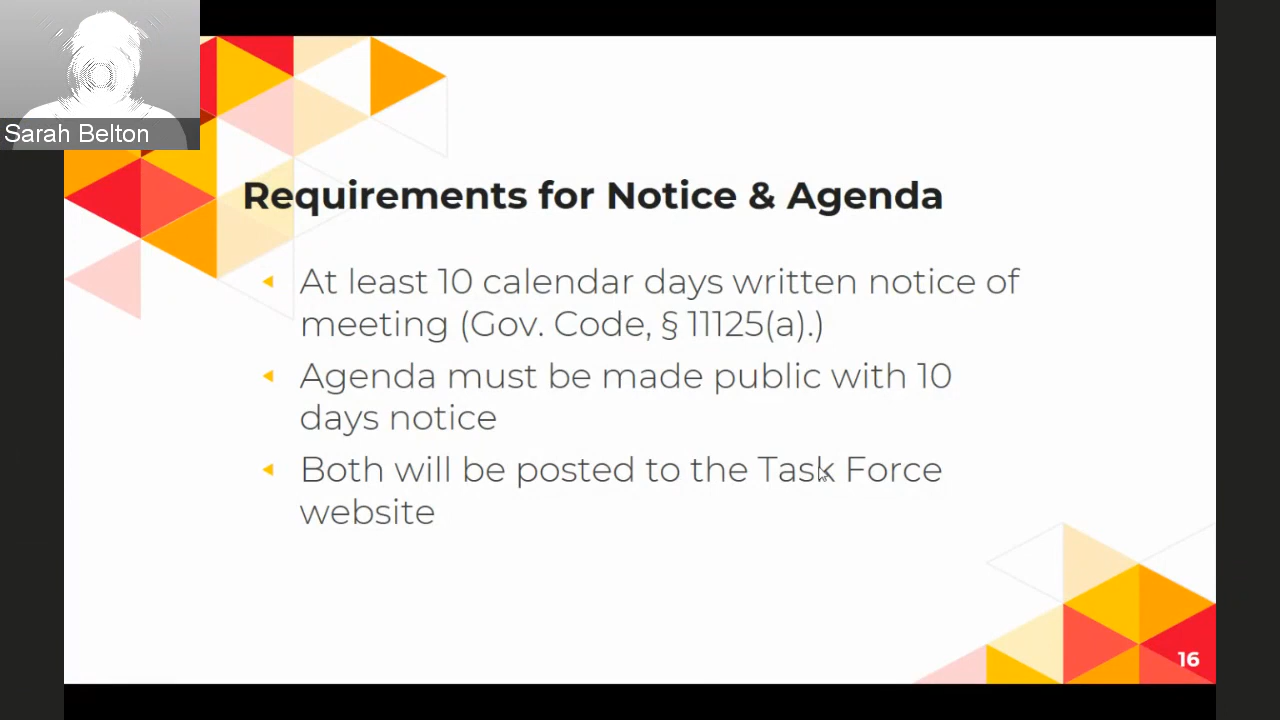 Sarah Belton
Requirements for Notice & Agenda
At least 10 calendar days written notice of
meeting (Gov. Code, § 11125(a).)
Agenda must be made public with 10
days notice
Both will be posted to the Task Force
website
16